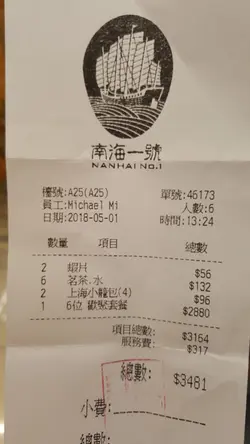 南海一號
NANHAI No.1
檯號:A25(A25) 單號:46173
員工:Michael Mi 人數:6
日期:2018-05-01 時間:13:24
數量 項目 總數
2 蝦片 $56
6 茗茶.水 $132
2 上海小籠包(4) $96
1 6位 歡聚套餐 $2880
項目總數: $3164
服務費: $317
總數: $3481
小費:
總數: